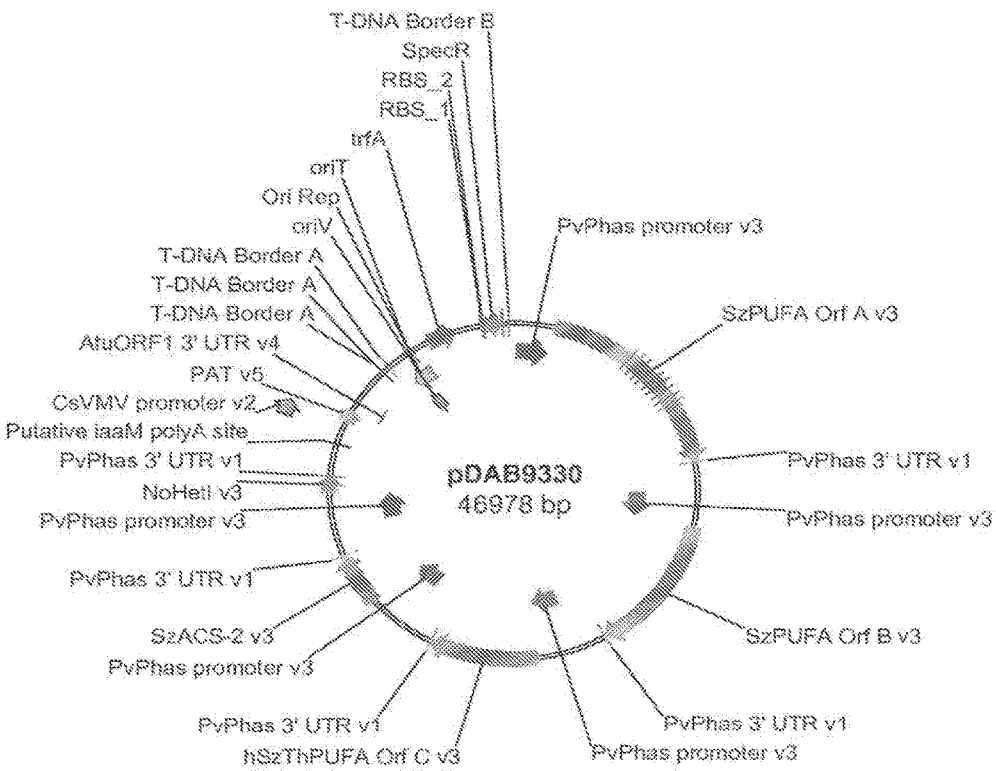 T-DNA Border B
SpecR
RBS_2
RBS_1
trfA
oriT
Ori Rep
oriV
T-DNA Border A
T-DNA Border A
T-DNA Border A
AtuORF1 3' UTR v4
PAT v5
CsVMV promoter v2
Putative iaaM polyA site
PvPhas 3' UTR v1
NoHetI v3
PvPhas promoter v3
PvPhas 3' UTR v1
SzACS-2 v3
PvPhas promoter v3
PvPhas 3' UTR v1
hSzThPUFA Orf C v3
PvPhas promoter v3
PvPhas 3' UTR v1
SzPUFA Orf B v3
PvPhas promoter v3
PvPhas 3' UTR v1
SzPUFA Orf A v3
PvPhas promoter v3
pDAB9330
46978 bp